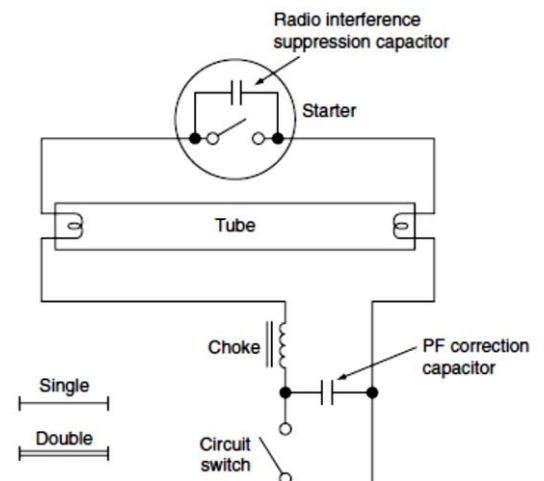 Radio interference
suppression capacitor
Starter
Tube
Choke
PF correction
capacitor
Single
Double
Circuit
switch